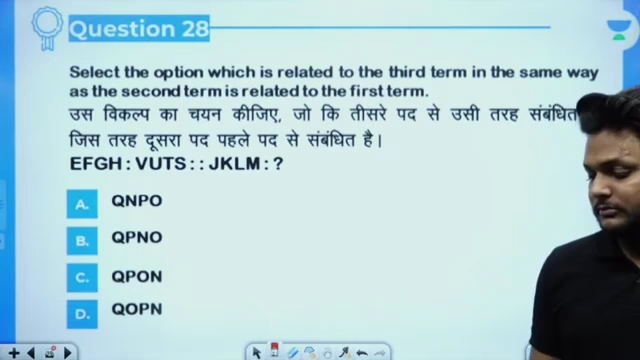 Question 28
Select the option which is related to the third term in the same way
as the second term is related to the first term.
उस विकल्प का चयन कीजिए, जो कि तीसरे पद से उसी तरह संबंधित
जिस तरह दूसरा पद पहले पद से संबंधित है।
EFGH : VUTS : : JKLM : ?
A. QNPO
B. QPNO
C. QPON
D. QOPN